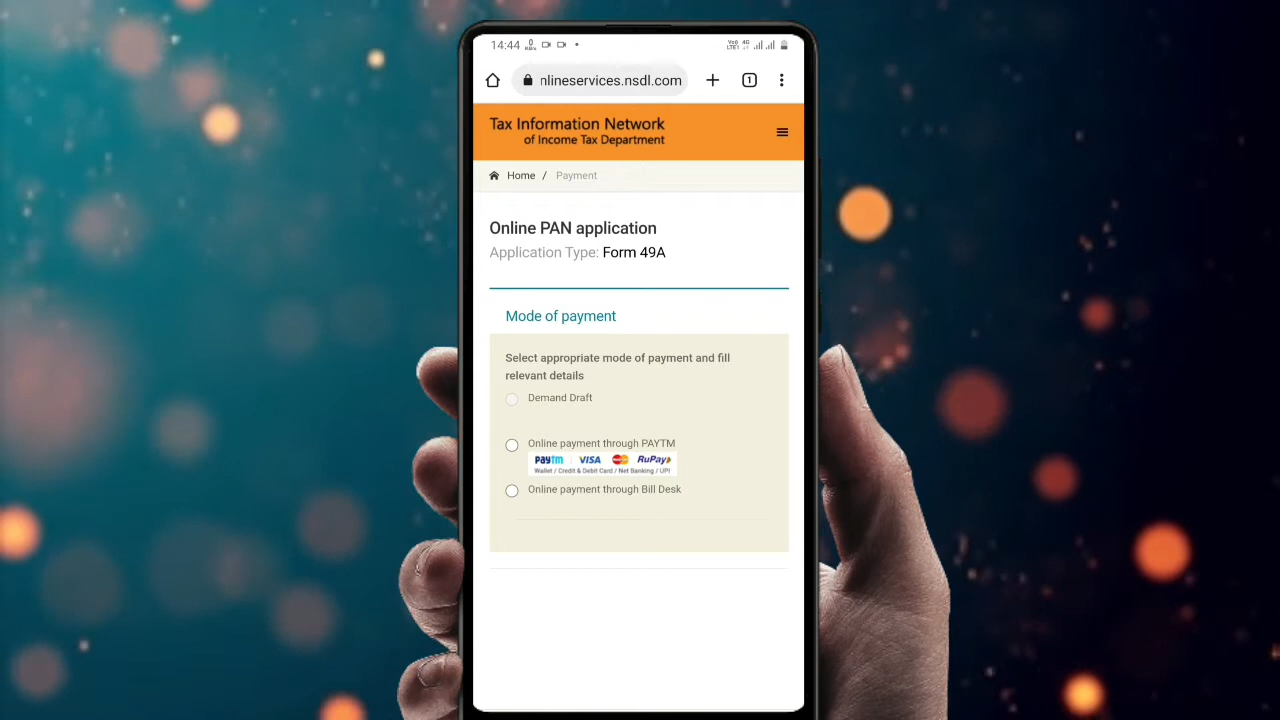 14:44
nlineservices.nsdl.com
1
Tax Information Network
of Income Tax Department
Home / Payment
Online PAN application
Application Type: Form 49A
Mode of payment
Select appropriate mode of payment and fill
relevant details
Demand Draft
Online payment through PAYTM
Paytm VISA RuPay
Wallet / Credit & Debit Card / Net Banking / UPI
Online payment through Bill Desk